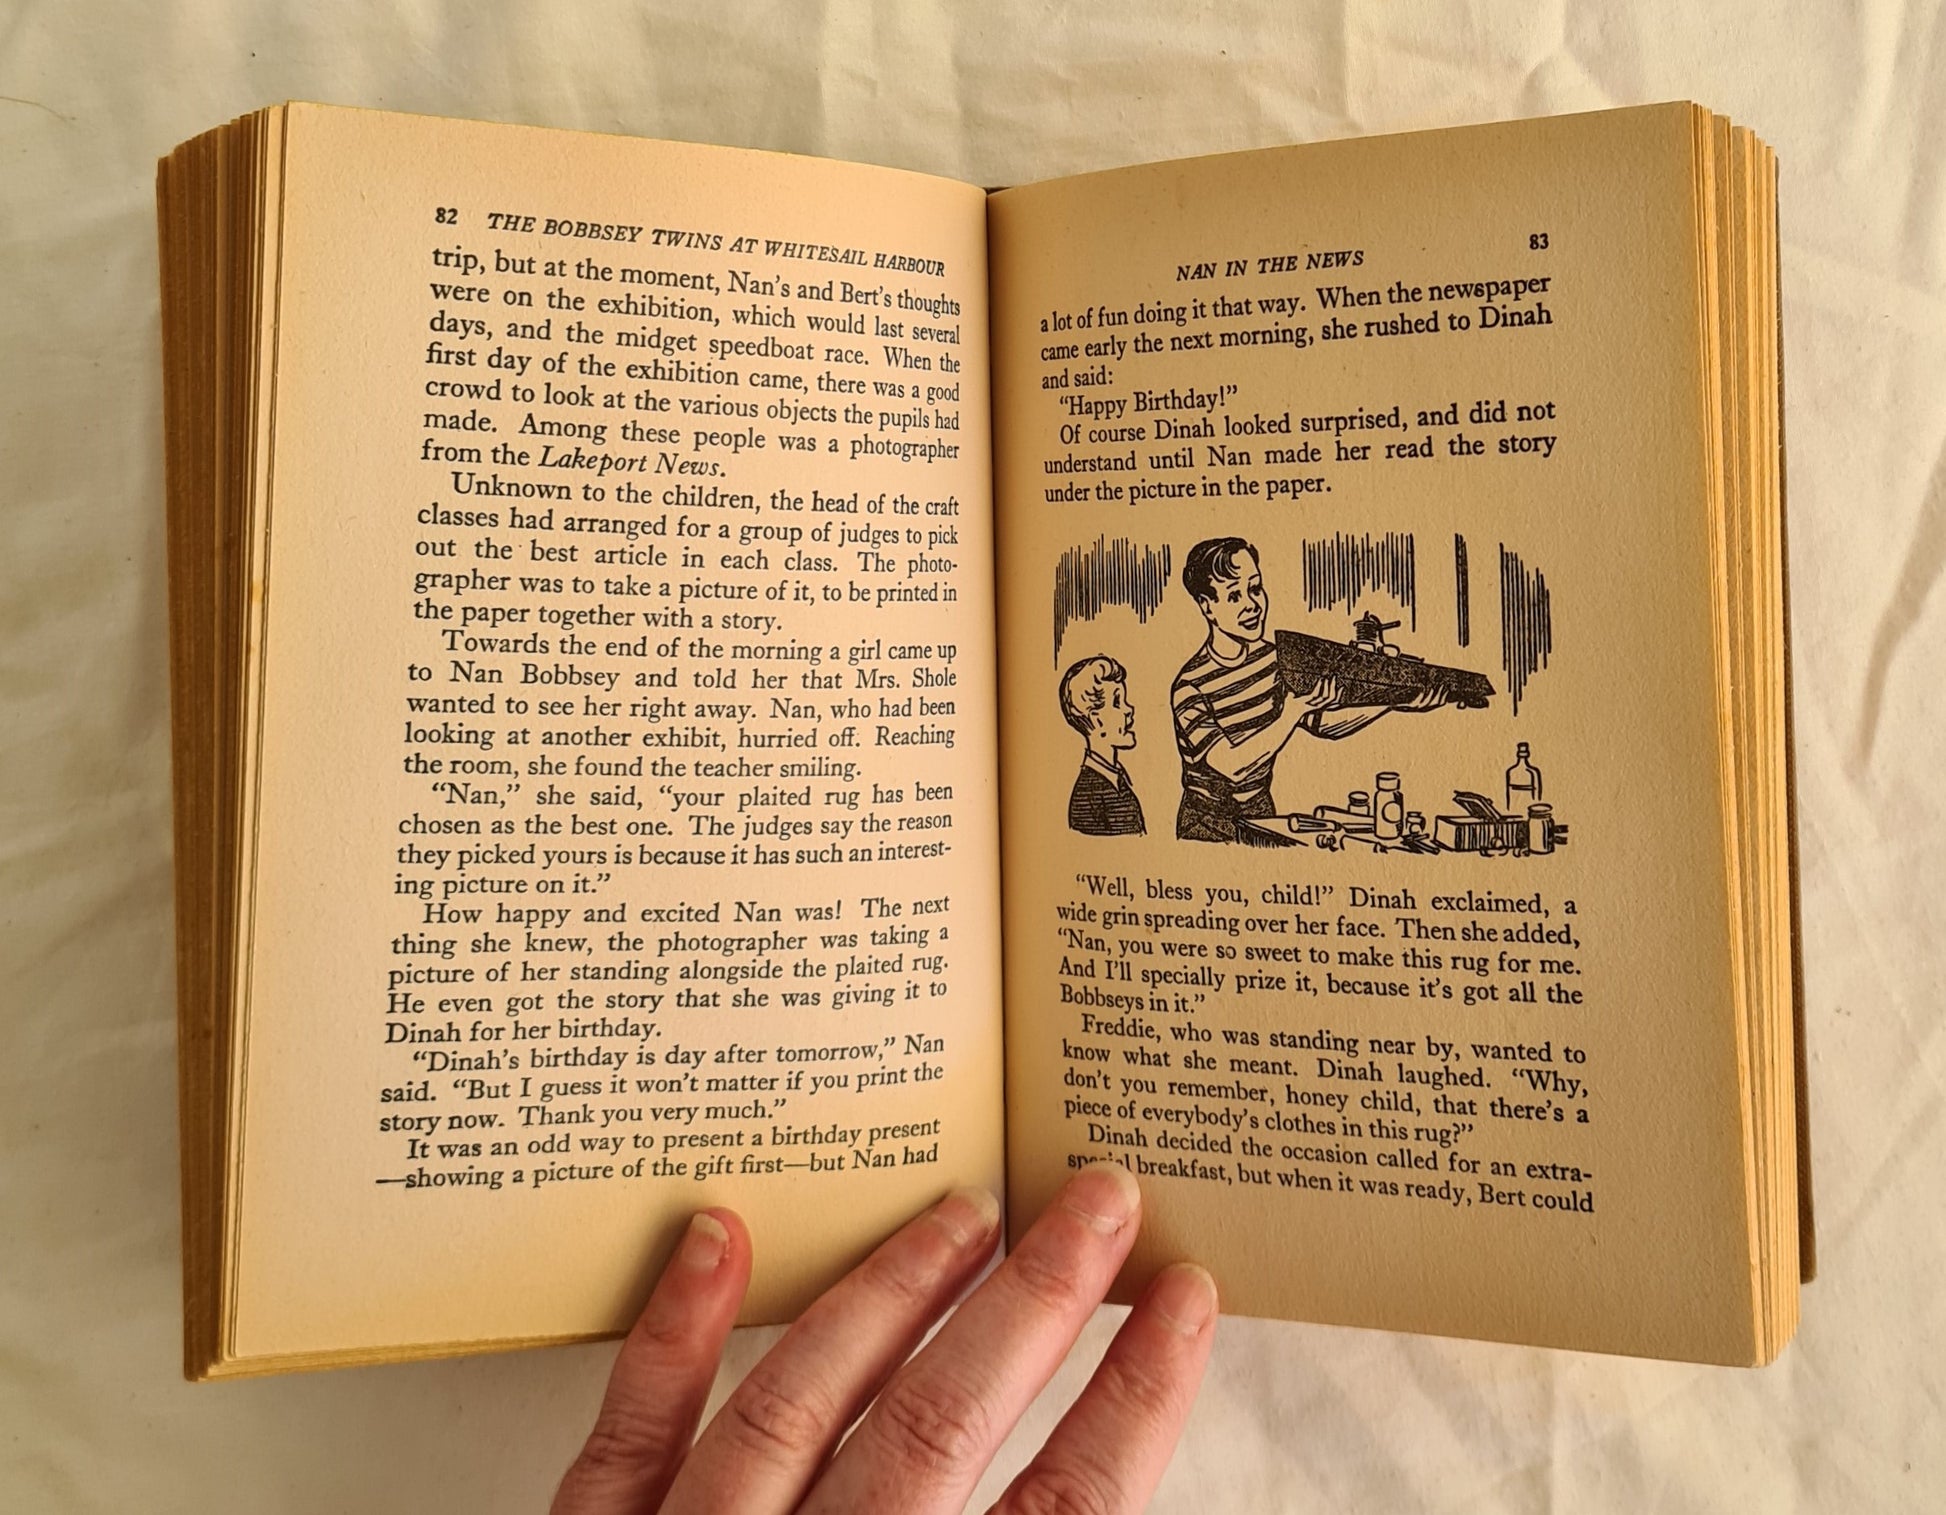 82 THE BOBBSEY TWINS AT WHITESAIL HARBOUR
trip, but at the moment, Nan's and Bert's thoughts
were on the exhibition, which would last several
days, and the midget speedboat race. When the
first day of the exhibition came, there was a good
crowd to look at the various objects the pupils had
made. Among these people was a photographer
from the Lakeport News.
Unknown to the children, the head of the craft
classes had arranged for a group of judges to pick
out the best article in each class. The photo-
grapher was to take a picture of it, to be printed in
the paper together with a story.
Towards the end of the morning a girl came up
to Nan Bobbsey and told her that Mrs. Shole
wanted to see her right away. Nan, who had been
looking at another exhibit, hurried off. Reaching
the room, she found the teacher smiling.
“Nan,” she said, “your plaited rug has been
chosen as the best one. The judges say the reason
they picked yours is because it has such an interest-
ing picture on it.”
How happy and excited Nan was! The next
thing she knew, the photographer was taking a
picture of her standing alongside the plaited rug.
He even got the story that she was giving it to
Dinah for her birthday.
“Dinah's birthday is day after tomorrow,” Nan
said. “But I guess it won't matter if you print the
story now. Thank you very much.”
It was an odd way to present a birthday present
—showing a picture of the gift first—but Nan had
NAN IN THE NEWS 83
a lot of fun doing it that way. When the newspaper
came early the next morning, she rushed to Dinah
and said:
“Happy Birthday!”
Of course Dinah looked surprised, and did not
understand until Nan made her read the story
under the picture in the paper.
“Well, bless you, child!” Dinah exclaimed, a
wide grin spreading over her face. Then she added,
“Nan, you were so sweet to make this rug for me.
And I'll specially prize it, because it's got all the
Bobbseys in it.”
Freddie, who was standing near by, wanted to
know what she meant. Dinah laughed. “Why,
don't you remember, honey child, that there's a
piece of everybody's clothes in this rug?”
Dinah decided the occasion called for an extra-
special breakfast, but when it was ready, Bert could